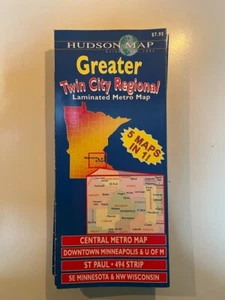 $7.95
HUDSON MAP
Greater
Twin City Regional
Laminated Metro Map
5 MAPS
IN 1!
CENTRAL METRO MAP
DOWNTOWN MINNEAPOLIS & U OF M
ST PAUL • 494 STRIP
SE MINNESOTA & NW WISCONSIN